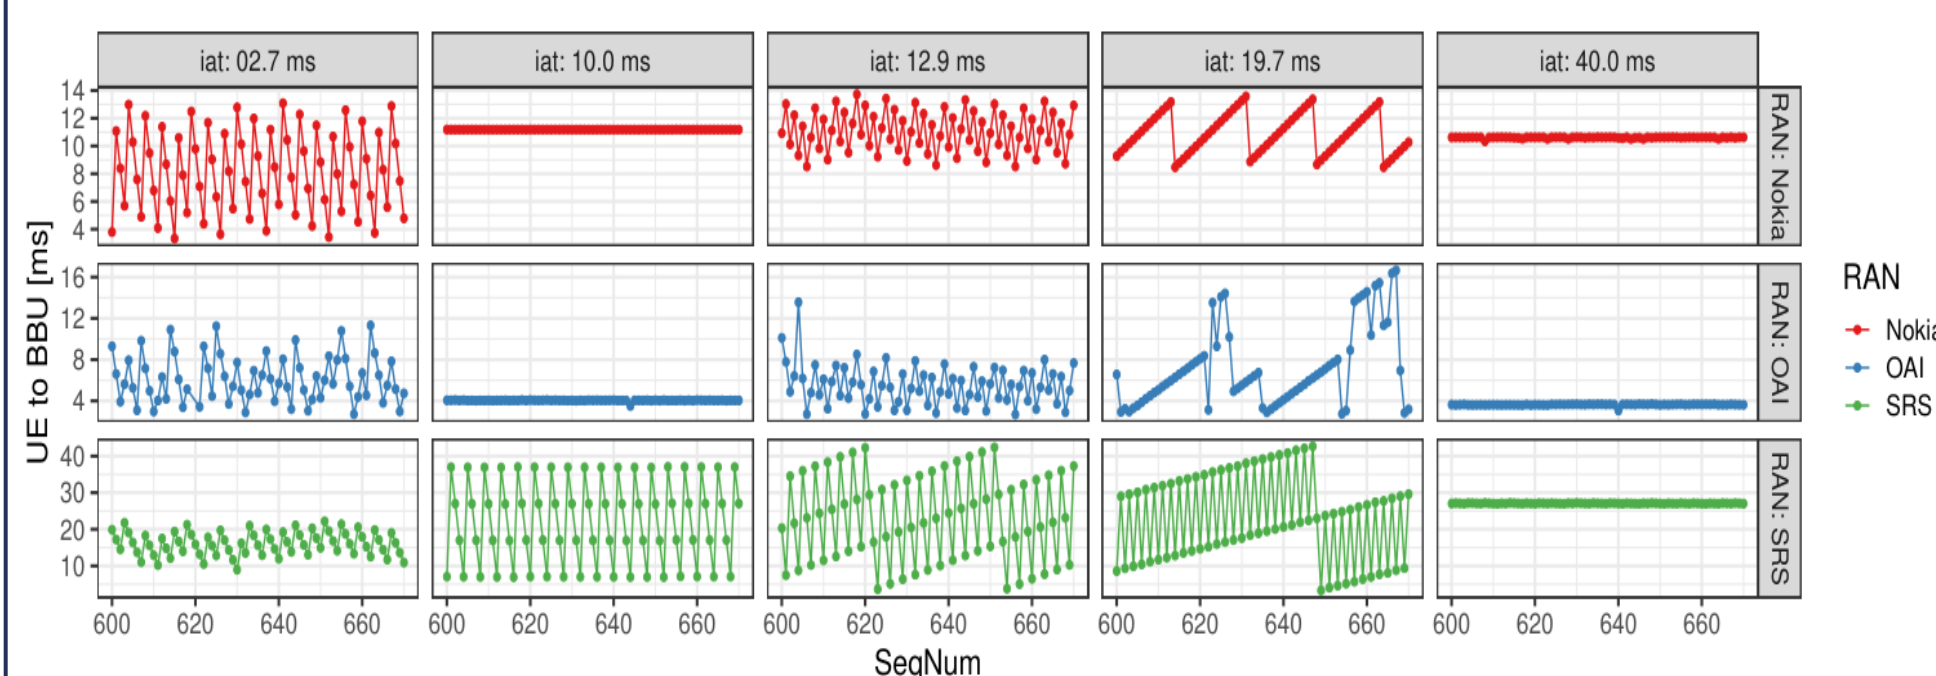 iat: 02.7 ms iat: 10.0 ms iat: 12.9 ms iat: 19.7 ms iat: 40.0 ms
14
12
10
8
6
4
RAN: Nokia
16
12
8
4
RAN: OAI
40
30
20
10
RAN: SRS
UE to BBU [ms]
600 620 640 660 600 620 640 660 600 620 640 660 600 620 640 660 600 620 640 660
SeqNum
RAN
Nokia
OAI
SRS